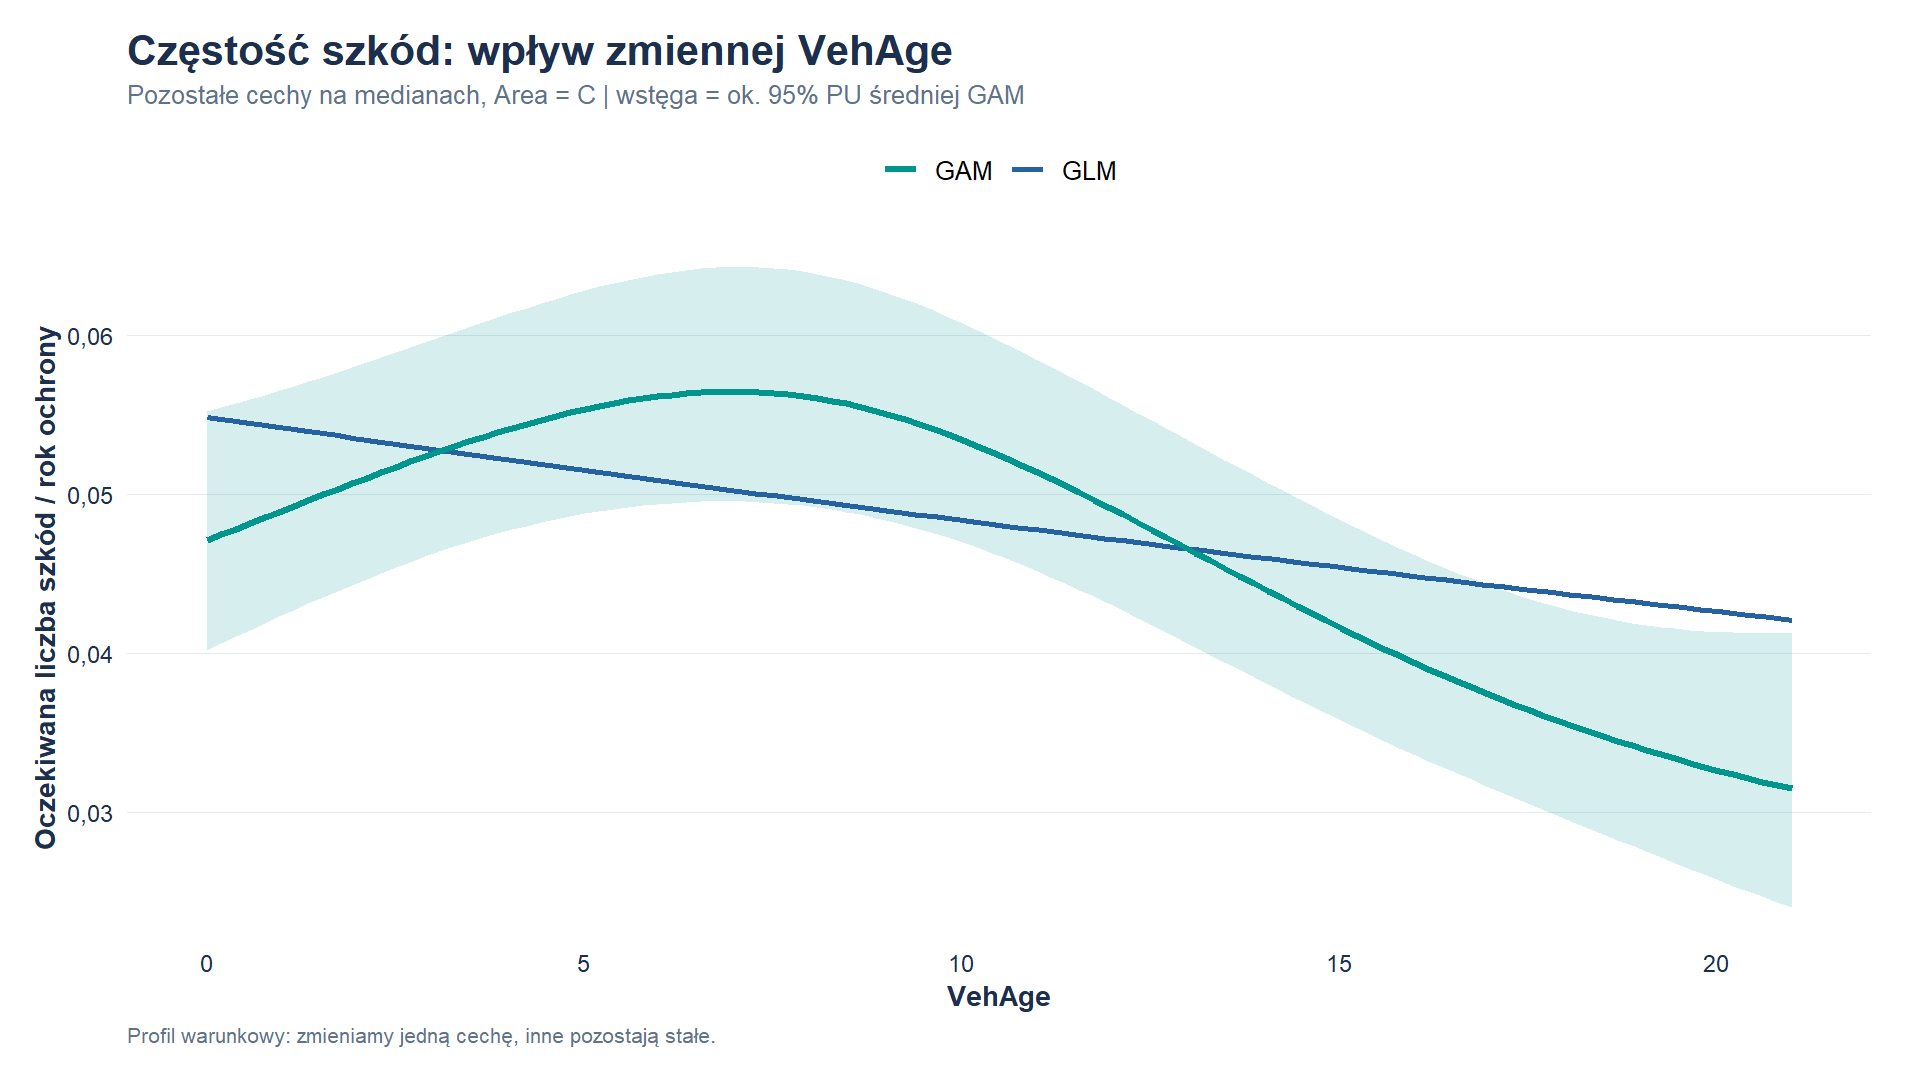 Częstość szkód: wpływ zmiennej VehAge
Pozostałe cechy na medianach, Area = C | wstęga = ok. 95% PU średniej GAM
GAM
GLM
Oczekiwana liczba szkód / rok ochrony
0,06
0,05
0,04
0,03
0
5
10
15
20
VehAge
Profil warunkowy: zmieniamy jedną cechę, inne pozostają stałe.